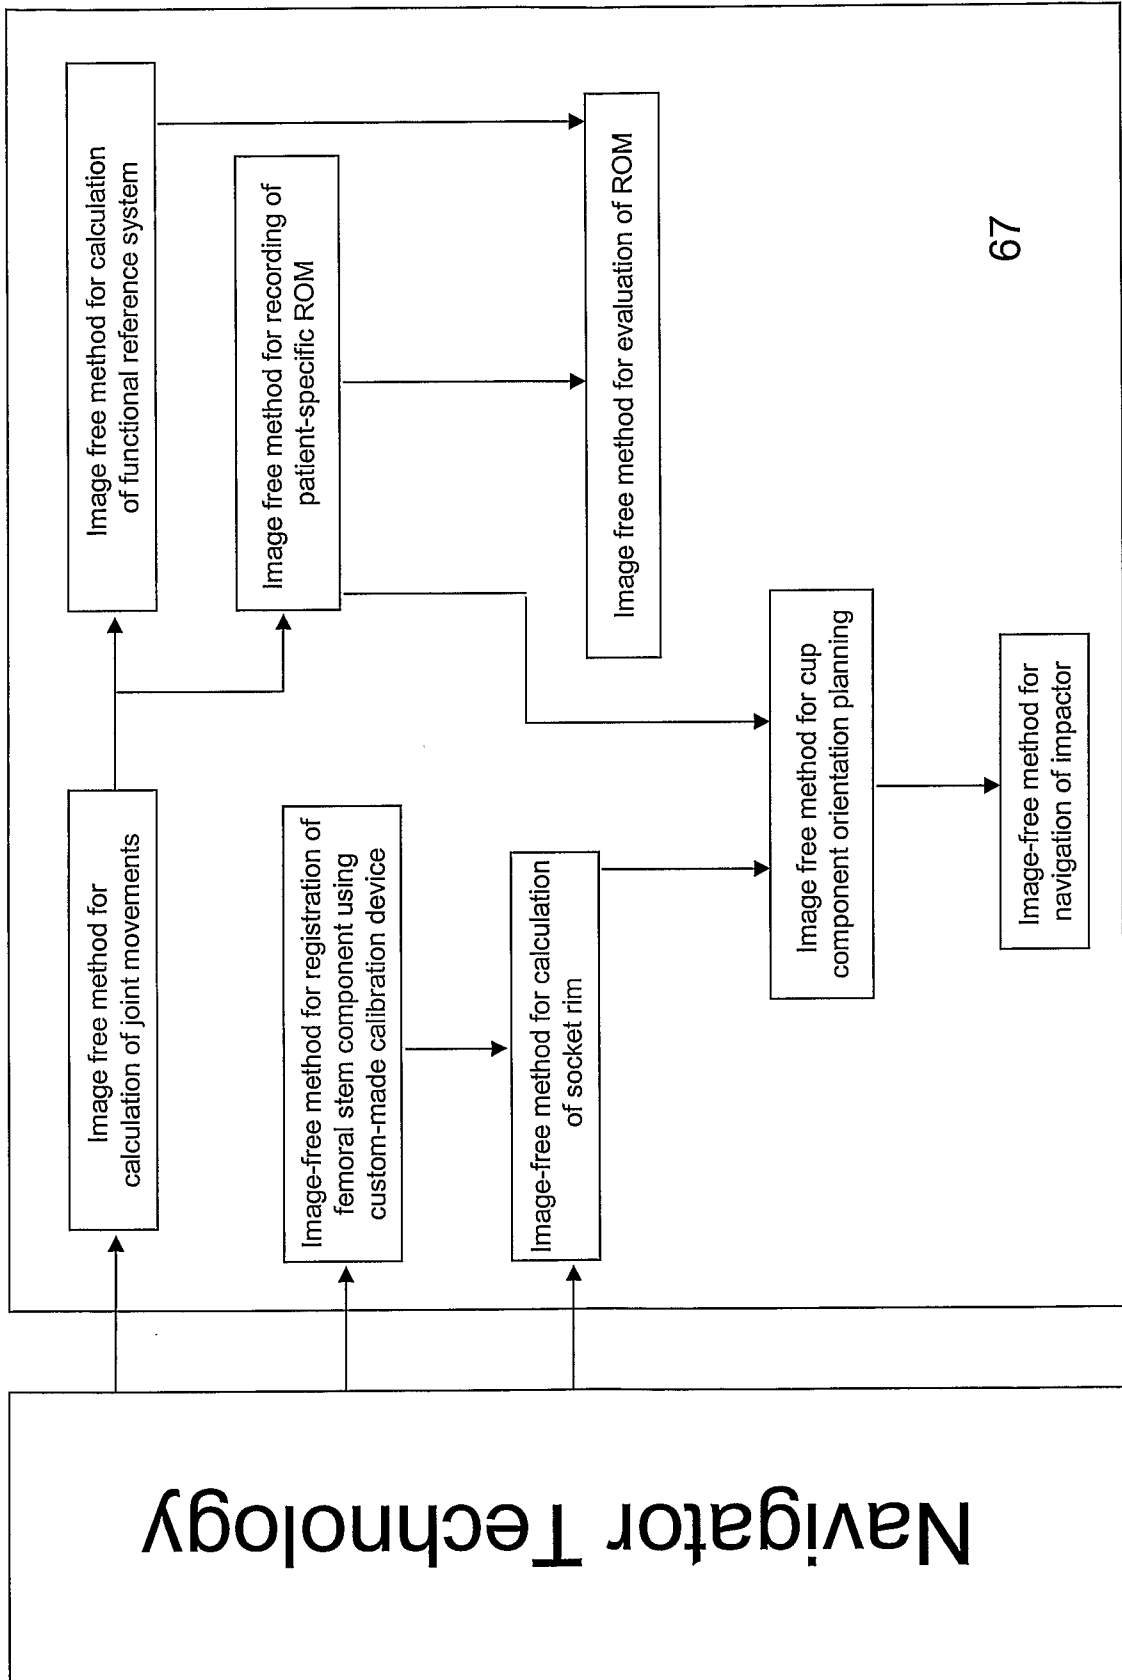 Navigator Technology
Image free method for
calculation of joint movements
Image free method for calculation
of functional reference system
Image-free method for registration of
femoral stem component using
custom-made calibration device
Image free method for recording of
patient-specific ROM
Image-free method for calculation
of socket rim
Image free method for evaluation of ROM
Image free method for cup
component orientation planning
Image-free method for
navigation of impactor
67